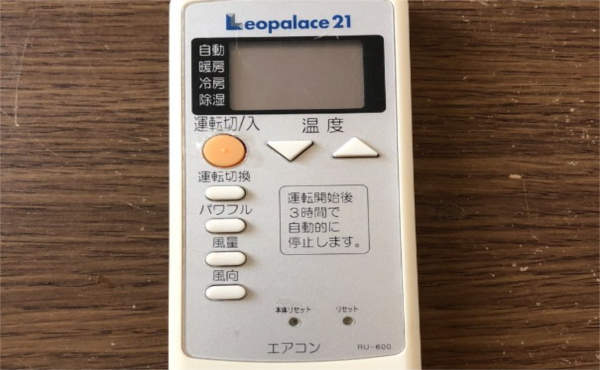 Leopalace21
自動
暖房
冷房
除湿
運転切/入
温度
運転切換
パワフル
風量
風向
運転開始後
3時間で
自動的に
停止します。
本体リセット
リセット
エアコン
RU-600